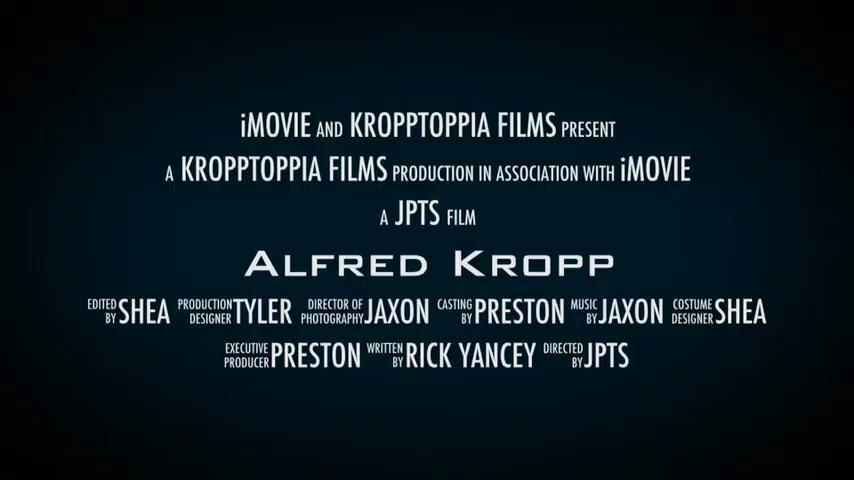 iMOVIE AND KROPPTOPPIA FILMS PRESENT
A KROPPTOPPIA FILMS PRODUCTION IN ASSOCIATION WITH iMOVIE
A JPTS FILM
ALFRED KROPP
EDITED BY SHEA PRODUCTION DESIGNER TYLER DIRECTOR OF PHOTOGRAPHY JAXON CASTING BY PRESTON MUSIC BY JAXON COSTUME DESIGNER SHEA
EXECUTIVE PRODUCER PRESTON WRITTEN BY RICK YANCEY DIRECTED BY JPTS